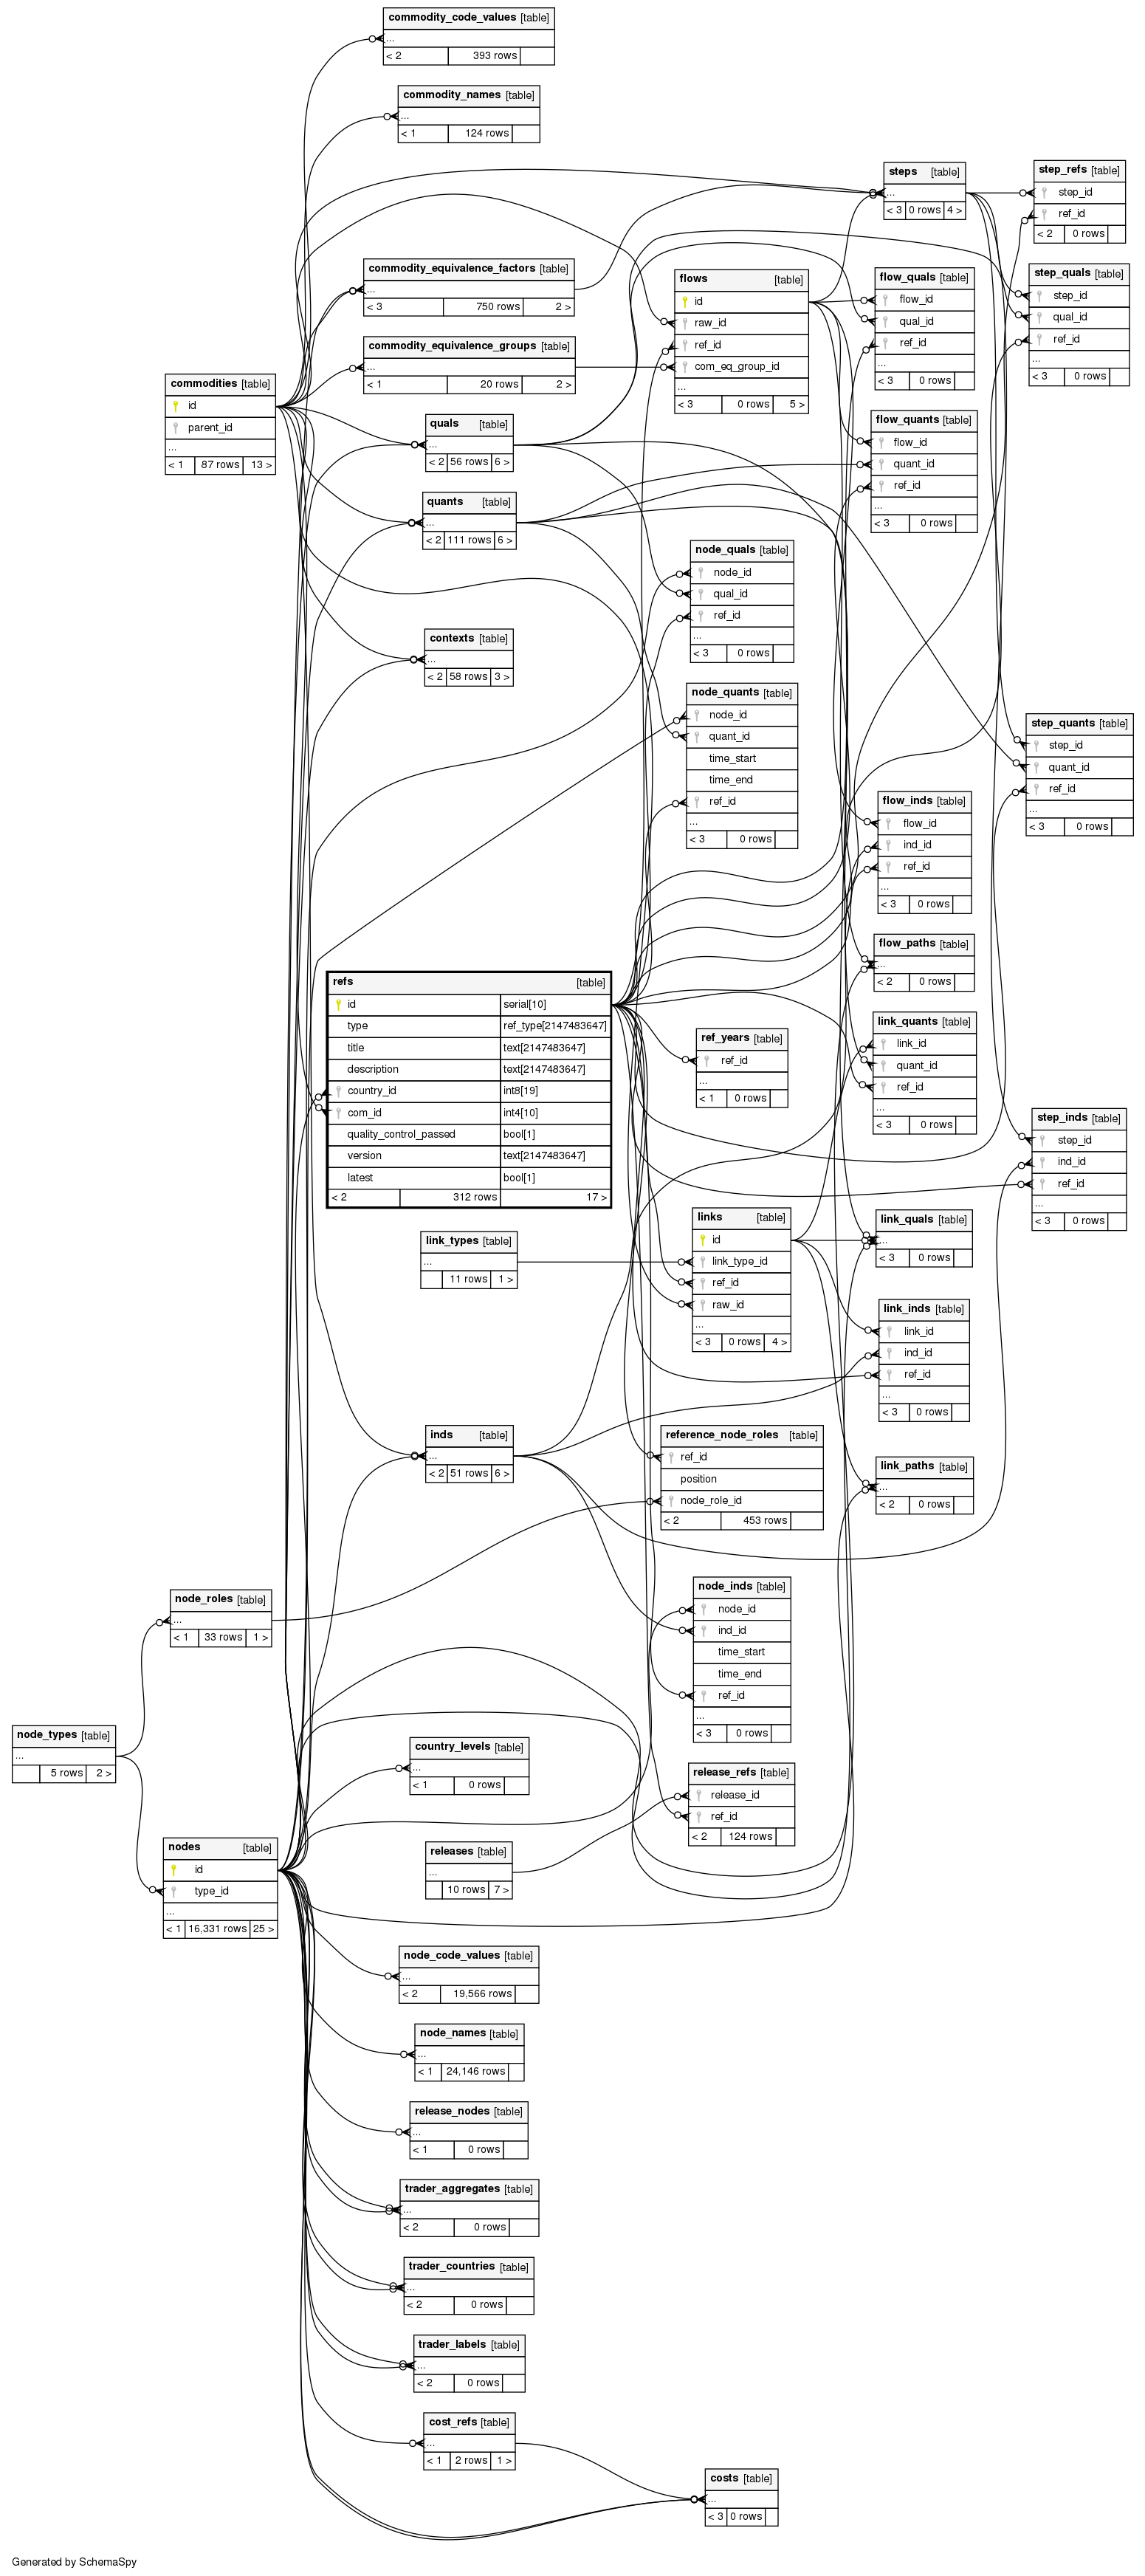 commodity_code_values [table]
...
< 2 393 rows
commodity_names [table]
...
< 1 124 rows
steps [table]
...
< 3 0 rows 4 >
step_refs [table]
step_id
ref_id
< 2 0 rows
commodity_equivalence_factors [table]
...
< 3 750 rows 2 >
flows [table]
id
raw_id
ref_id
com_eq_group_id
...
< 3 0 rows 5 >
flow_quals [table]
flow_id
qual_id
ref_id
...
< 3 0 rows
step_quals [table]
step_id
qual_id
ref_id
...
< 3 0 rows
commodity_equivalence_groups [table]
...
< 1 20 rows 2 >
commodities [table]
id
parent_id
...
< 1 87 rows 13 >
quals [table]
...
< 2 56 rows 6 >
flow_quants [table]
flow_id
quant_id
ref_id
...
< 3 0 rows
quants [table]
...
< 2 111 rows 6 >
node_quals [table]
node_id
qual_id
ref_id
...
< 3 0 rows
contexts [table]
...
< 2 58 rows 3 >
node_quants [table]
node_id
quant_id
time_start
time_end
ref_id
...
< 3 0 rows
step_quants [table]
step_id
quant_id
ref_id
...
< 3 0 rows
flow_inds [table]
flow_id
ind_id
ref_id
...
< 3 0 rows
flow_paths [table]
...
< 2 0 rows
refs [table]
id serial[10]
type ref_type[2147483647]
title text[2147483647]
description text[2147483647]
country_id int8[19]
com_id int4[10]
quality_control_passed bool[1]
version text[2147483647]
latest bool[1]
< 2 312 rows 17 >
ref_years [table]
ref_id
...
< 1 0 rows
link_quants [table]
link_id
quant_id
ref_id
...
< 3 0 rows
step_inds [table]
step_id
ind_id
ref_id
...
< 3 0 rows
link_types [table]
...
11 rows 1 >
links [table]
id
link_type_id
ref_id
raw_id
...
< 3 0 rows 4 >
link_quals [table]
...
< 3 0 rows
link_inds [table]
link_id
ind_id
ref_id
...
< 3 0 rows
inds [table]
...
< 2 51 rows 6 >
reference_node_roles [table]
ref_id
position
node_role_id
< 2 453 rows
link_paths [table]
...
< 2 0 rows
node_roles [table]
...
< 1 33 rows 1 >
node_inds [table]
node_id
ind_id
time_start
time_end
ref_id
...
< 3 0 rows
node_types [table]
...
5 rows 2 >
country_levels [table]
...
< 1 0 rows
release_refs [table]
release_id
ref_id
< 2 124 rows
nodes [table]
id
type_id
...
< 1 16,331 rows 25 >
releases [table]
...
10 rows 7 >
node_code_values [table]
...
< 2 19,566 rows
node_names [table]
...
< 1 24,146 rows
release_nodes [table]
...
< 1 0 rows
trader_aggregates [table]
...
< 2 0 rows
trader_countries [table]
...
< 2 0 rows
trader_labels [table]
...
< 2 0 rows
cost_refs [table]
...
< 1 2 rows 1 >
costs [table]
...
< 3 0 rows
Generated by SchemaSpy